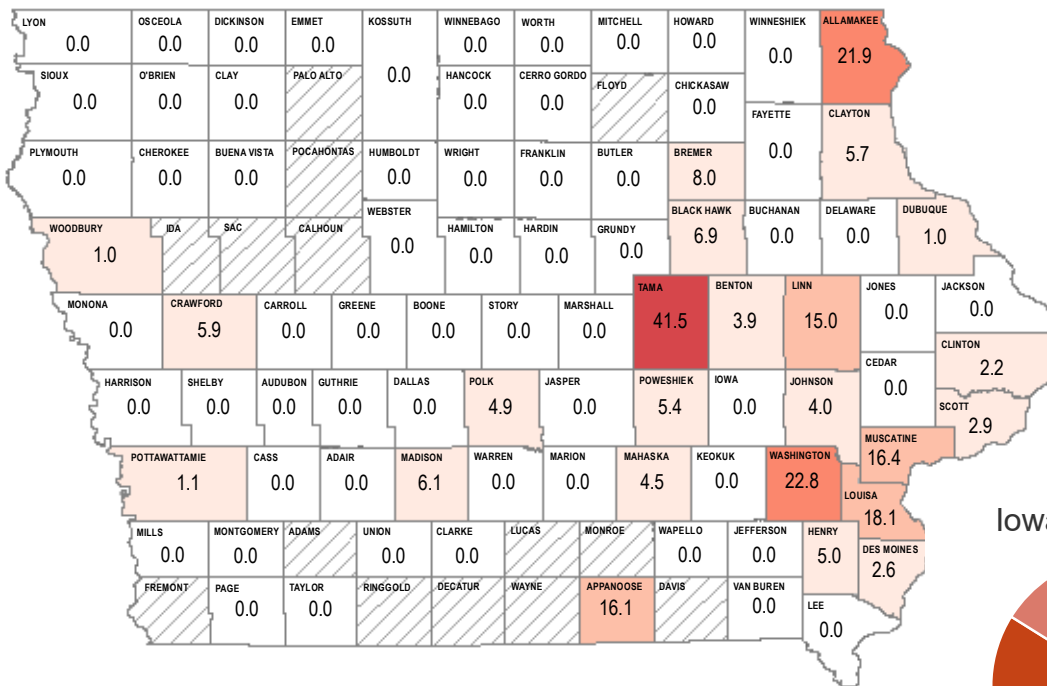 LYON
0.0
OSCEOLA
0.0
DICKINSON
0.0
EMMET
0.0
KOSSUTH
0.0
WINNEBAGO
0.0
WORTH
0.0
MITCHELL
0.0
HOWARD
0.0
WINNESHIEK
0.0
ALLAMAKEE
21.9
SIOUX
0.0
O'BRIEN
0.0
CLAY
0.0
PALO ALTO
HANCOCK
0.0
CERRO GORDO
0.0
FLOYD
CHICKASAW
0.0
FAYETTE
0.0
CLAYTON
5.7
PLYMOUTH
0.0
CHEROKEE
0.0
BUENA VISTA
0.0
POCAHONTAS
HUMBOLDT
0.0
WRIGHT
0.0
FRANKLIN
0.0
BUTLER
0.0
BREMER
8.0
WOODBURY
1.0
IDA
SAC
CALHOUN
WEBSTER
0.0
HAMILTON
0.0
HARDIN
0.0
GRUNDY
0.0
BLACK HAWK
6.9
BUCHANAN
0.0
DELAWARE
0.0
DUBUQUE
1.0
MONONA
0.0
CRAWFORD
5.9
CARROLL
0.0
GREENE
0.0
BOONE
0.0
STORY
0.0
MARSHALL
0.0
TAMA
41.5
BENTON
3.9
LINN
15.0
JONES
0.0
JACKSON
0.0
CLINTON
2.2
HARRISON
0.0
SHELBY
0.0
AUDUBON
0.0
GUTHRIE
0.0
DALLAS
0.0
POLK
4.9
JASPER
0.0
POWESHIEK
5.4
IOWA
0.0
JOHNSON
4.0
CEDAR
0.0
SCOTT
2.9
MUSCATINE
16.4
POTTAWATTAMIE
1.1
CASS
0.0
ADAIR
0.0
MADISON
6.1
WARREN
0.0
MARION
0.0
MAHASKA
4.5
KEOKUK
0.0
WASHINGTON
22.8
LOUISA
18.1
MILLS
0.0
MONTGOMERY
0.0
ADAMS
UNION
0.0
CLARKE
0.0
LUCAS
MONROE
WAPELLO
0.0
JEFFERSON
0.0
HENRY
5.0
DES MOINES
2.6
FREMONT
PAGE
0.0
TAYLOR
0.0
RINGGOLD
DECATUR
WAYNE
APPANOOSE
16.1
DAVIS
VAN BUREN
0.0
LEE
0.0
Iowa